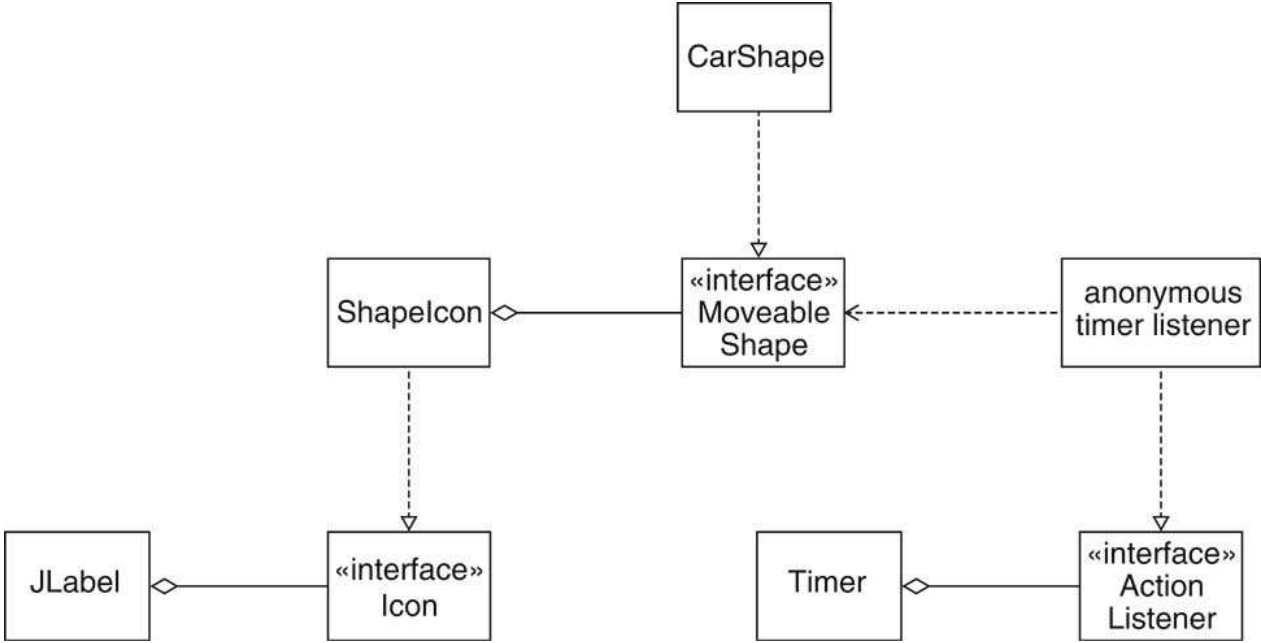 CarShape
ShapeIcon
«interface»
Moveable
Shape
anonymous
timer listener
JLabel
«interface»
Icon
Timer
«interface»
Action
Listener